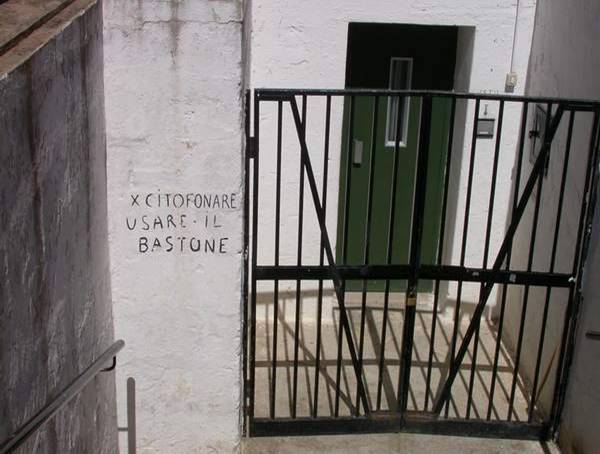 X CiTOFONARE
USARE · IL
BASTONE